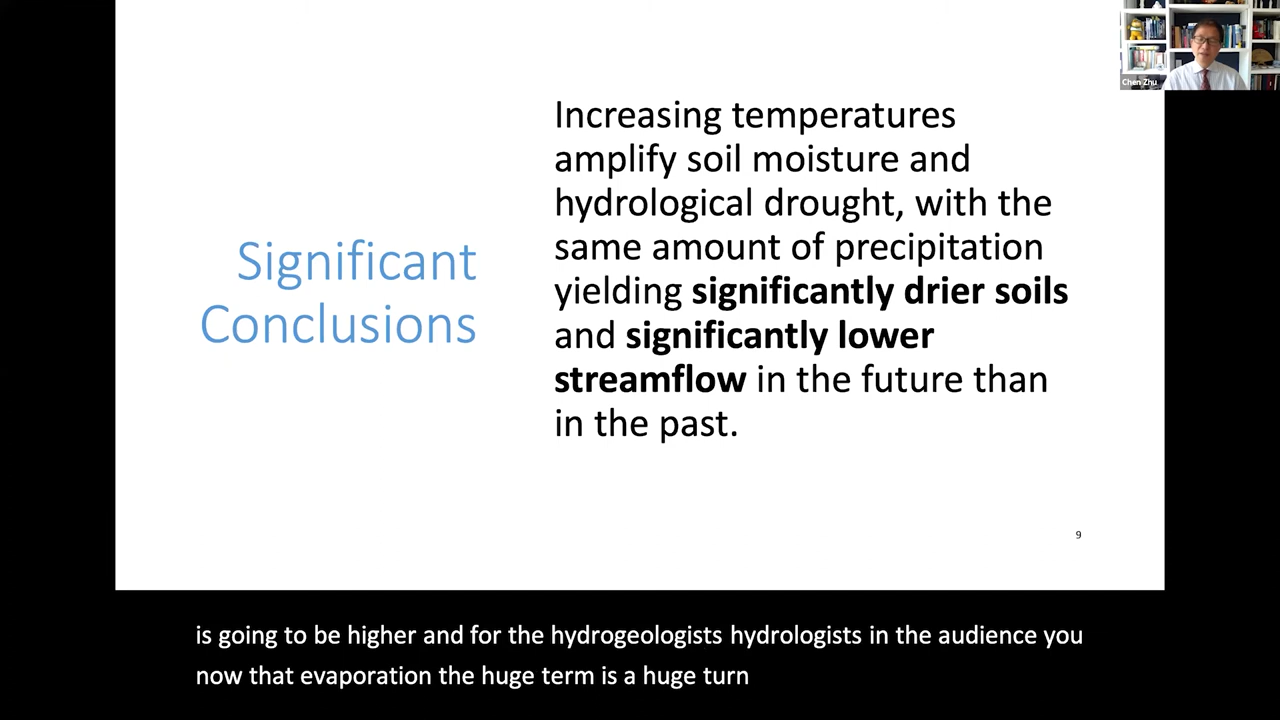 Chen Zhu
Significant
Conclusions
Increasing temperatures
amplify soil moisture and
hydrological drought, with the
same amount of precipitation
yielding significantly drier soils
and significantly lower
streamflow in the future than
in the past.
9
is going to be higher and for the hydrogeologists hydrologists in the audience you
now that evaporation the huge term is a huge turn